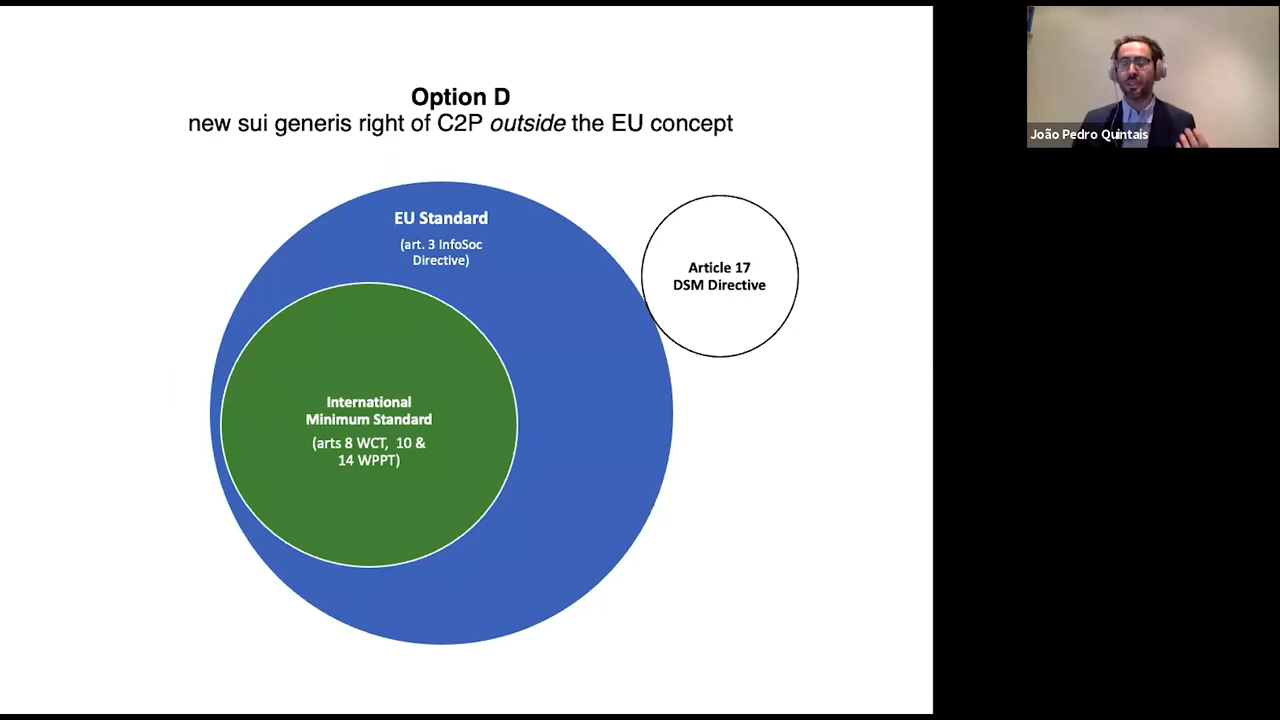 Option D
new sui generis right of C2P outside the EU concept
EU Standard
(art. 3 InfoSoc
Directive)
Article 17
DSM Directive
International
Minimum Standard
(arts 8 WCT, 10 &
14 WPPT)
João Pedro Quintais